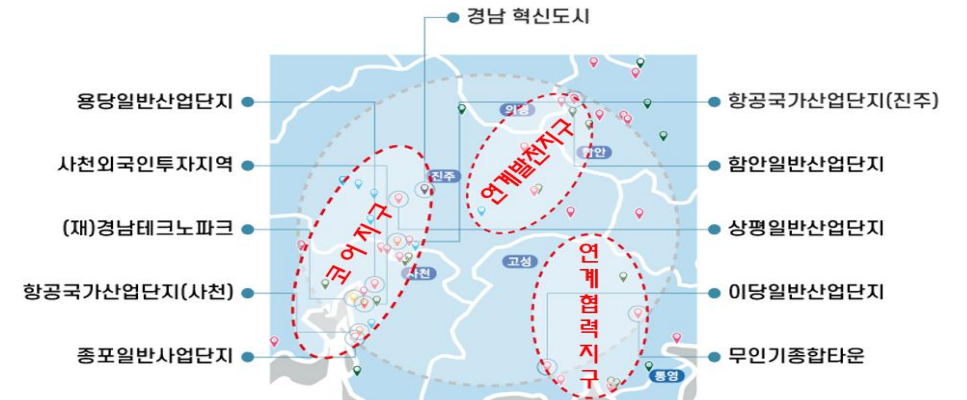 경남 혁신도시
용당일반산업단지
항공국가산업단지(진주)
사천외국인투자지역
함안일반산업단지
(재)경남테크노파크
상평일반산업단지
항공국가산업단지(사천)
이당일반산업단지
종포일반사업단지
무인기종합타운
의령
연계발전지구
함안
진주
코어지구
사천
고성
연계협력지구
통영